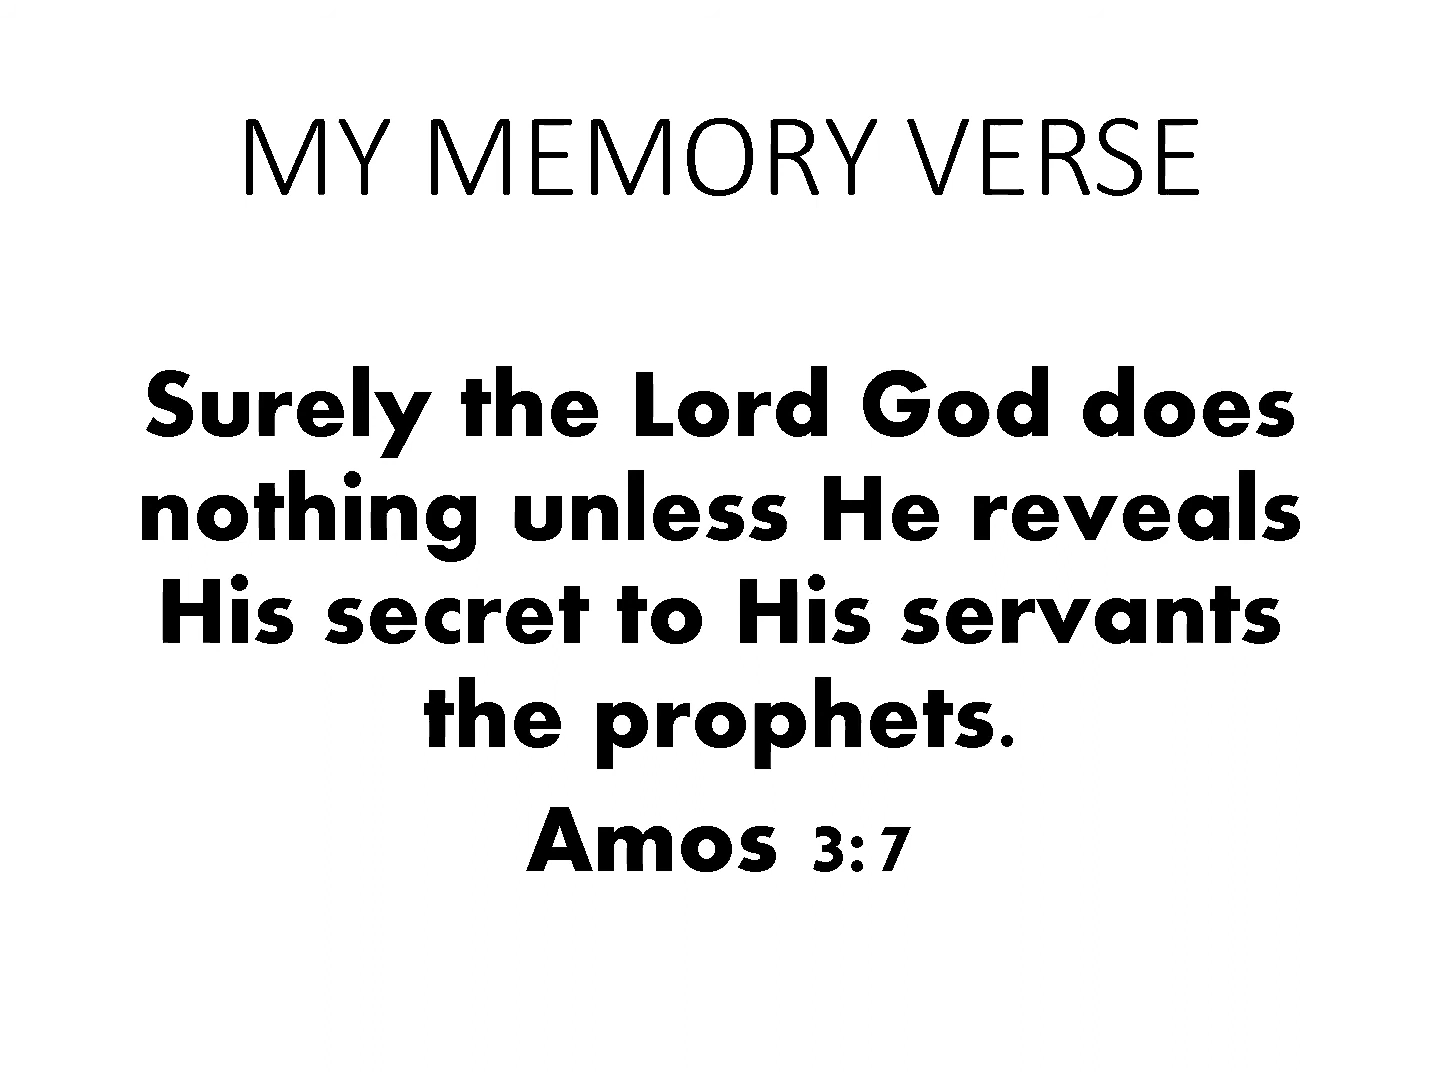 MY MEMORY VERSE
Surely the Lord God does
nothing unless He reveals
His secret to His servants
the prophets.
Amos 3:7